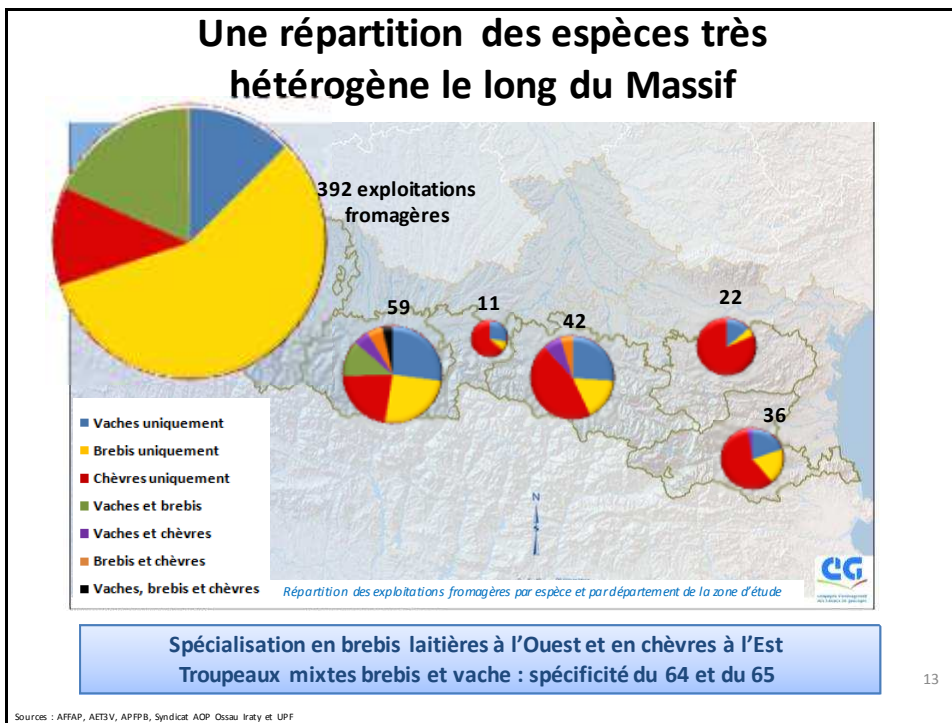 Une répartition des espèces très
hétérogène le long du Massif
392 exploitations
fromagères
59
11
42
22
36
Vaches uniquement
Brebis uniquement
Chèvres uniquement
Vaches et brebis
Vaches et chèvres
Brebis et chèvres
Vaches, brebis et chèvres
N
Répartition des exploitations fromagères par espèce et par département de la zone d'étude
Spécialisation en brebis laitières à l'Ouest et en chèvres à l'Est
Troupeaux mixtes brebis et vache : spécificité du 64 et du 65
13
Sources : AFFAP, AET3V, APFPB, Syndicat AOP Ossau Iraty et UPF